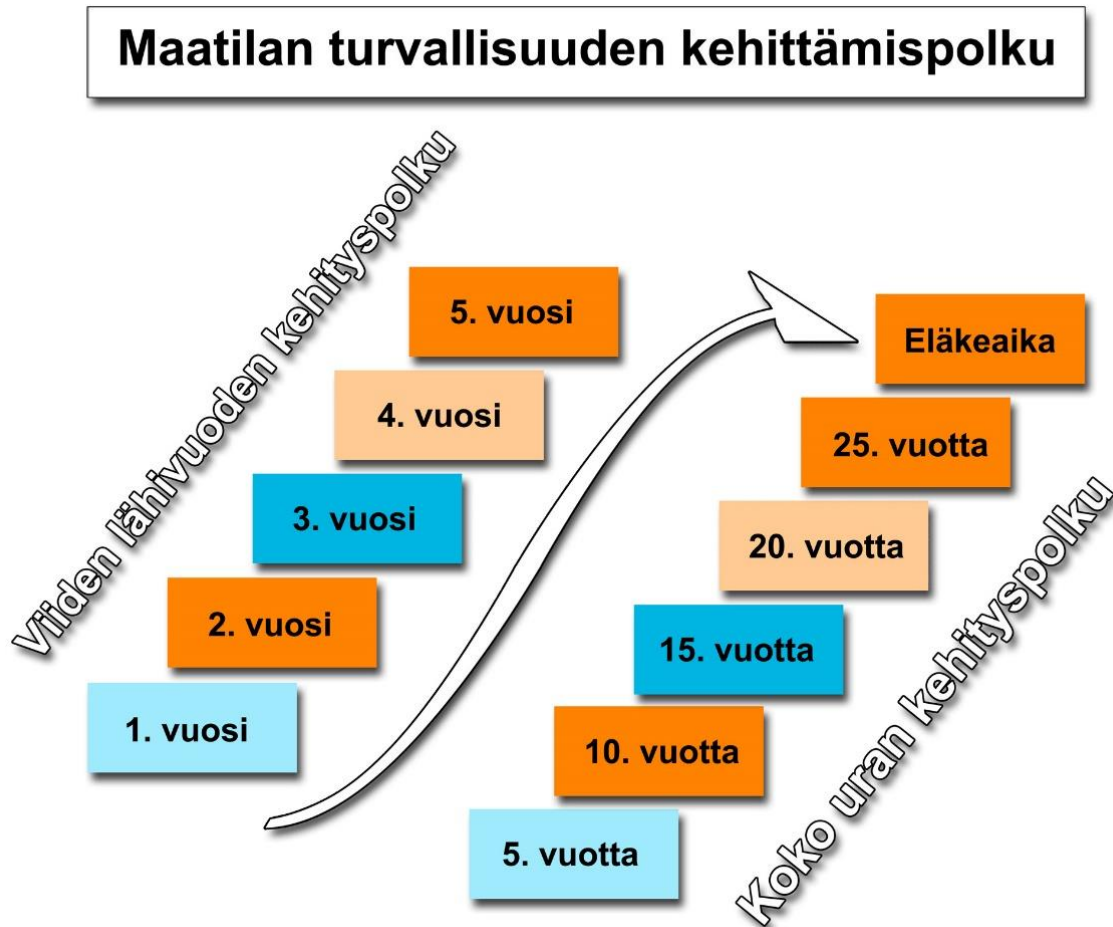 Maatilan turvallisuuden kehittämispolku
Viiden lähivuoden kehityspolku
5. vuosi
4. vuosi
3. vuosi
2. vuosi
1. vuosi
Eläkeaika
25. vuotta
20. vuotta
15. vuotta
10. vuotta
5. vuotta
Koko uran kehityspolku